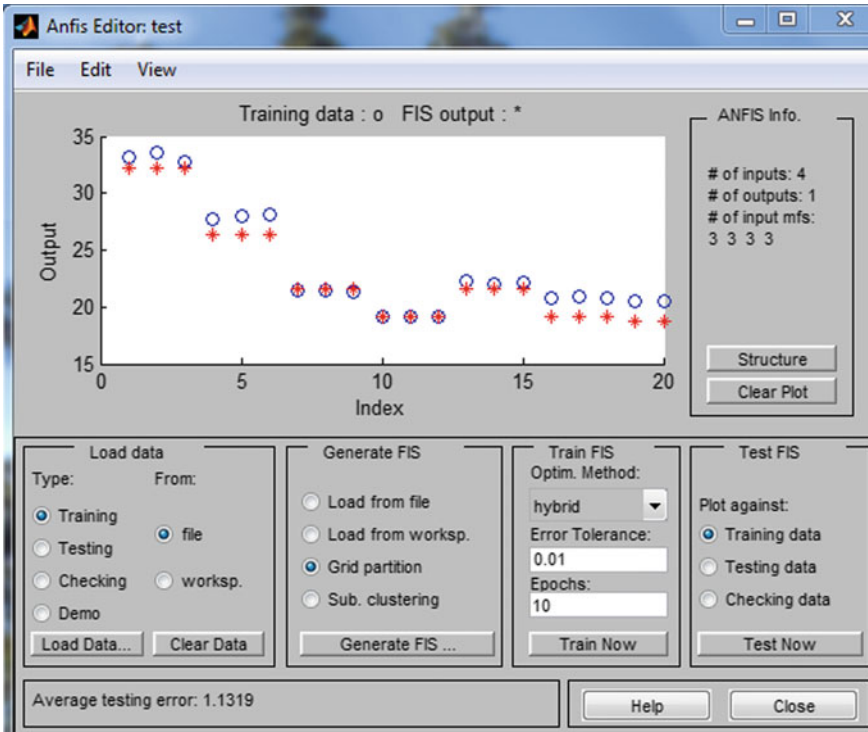 Anfis Editor: test
File Edit View
Training data : o FIS output : *
35
30
25
20
15
Output
0 5 10 15 20
Index
ANFIS Info.
# of inputs: 4
# of outputs: 1
# of input mfs:
3 3 3 3
Structure
Clear Plot
Load data
Type: From:
Training
Testing
Checking
Demo
file
worksp.
Load Data... Clear Data
Generate FIS
Load from file
Load from worksp.
Grid partition
Sub. clustering
Generate FIS ...
Train FIS
Optim. Method:
hybrid
Error Tolerance:
0.01
Epochs:
10
Train Now
Test FIS
Plot against:
Training data
Testing data
Checking data
Test Now
Average testing error: 1.1319
Help Close